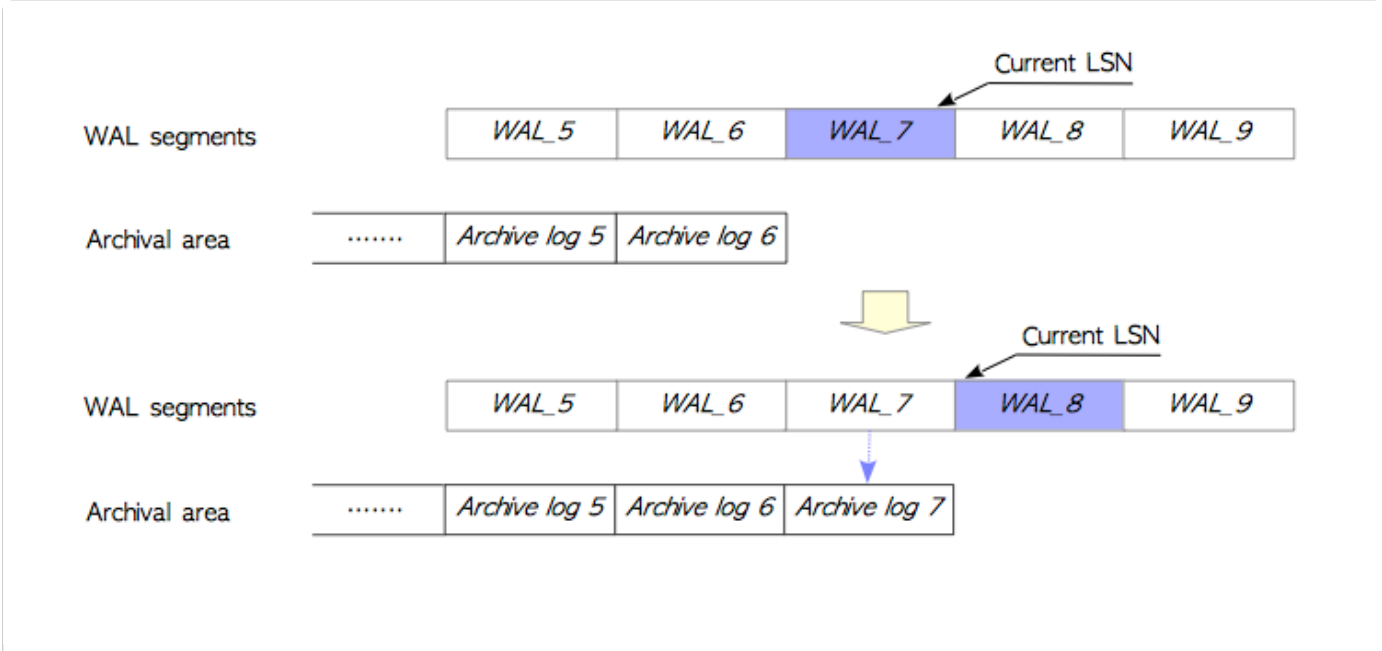 Current LSN
WAL segments WAL_5 WAL_6 WAL_7 WAL_8 WAL_9
Archival area ....... Archive log 5 Archive log 6
Current LSN
WAL segments WAL_5 WAL_6 WAL_7 WAL_8 WAL_9
Archival area ....... Archive log 5 Archive log 6 Archive log 7